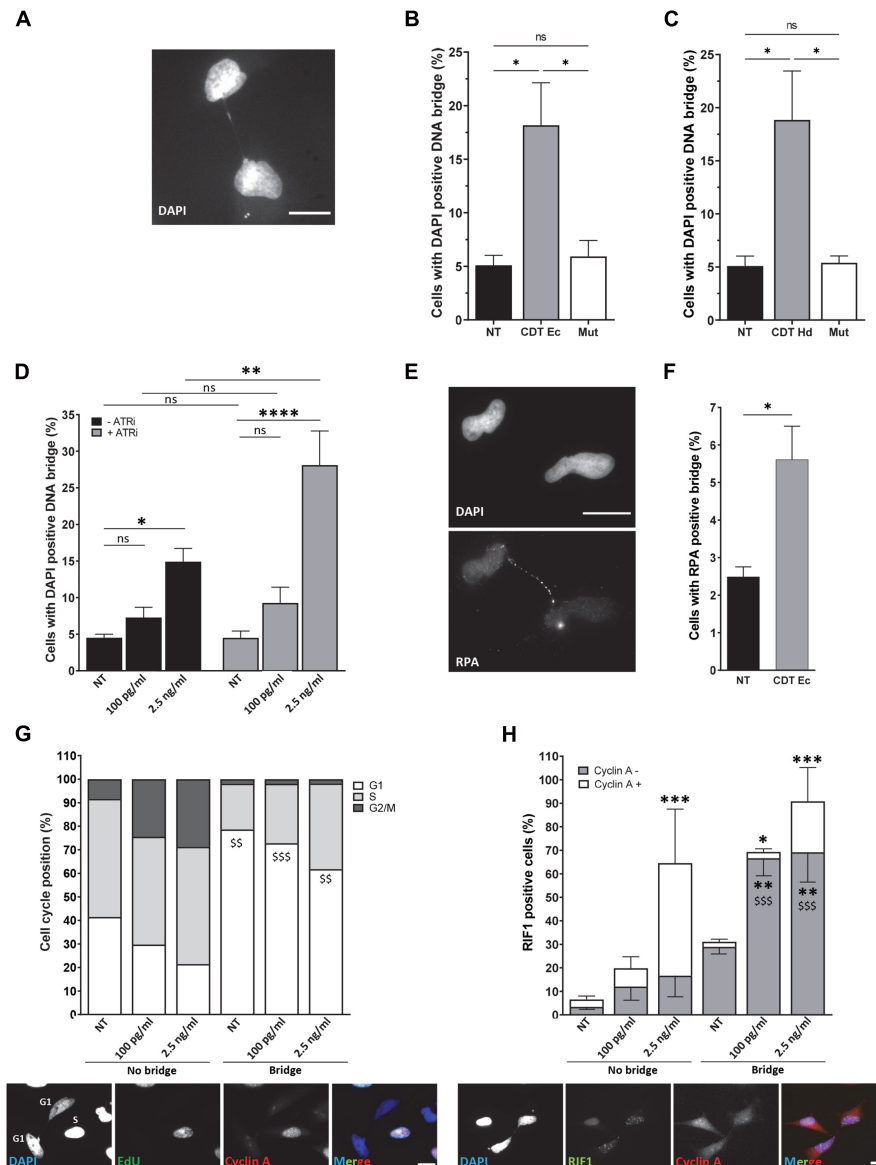 A
DAPI
B
Cells with DAPI positive DNA bridge (%)
25
20
15
10
5
0
ns
*
*
NT
CDT Ec
Mut
C
Cells with DAPI positive DNA bridge (%)
25
20
15
10
5
0
ns
*
*
NT
CDT Hd
Mut
D
Cells with DAPI positive DNA bridge (%)
35
30
25
20
15
10
5
0
- ATRi
+ ATRi
**
ns
ns
****
ns
*
ns
NT
100 pg/ml
2.5 ng/ml
NT
100 pg/ml
2.5 ng/ml
E
DAPI
RPA
F
Cells with RPA positive bridge (%)
7
6
5
4
3
2
1
0
*
NT
CDT Ec
G
Cell cycle position (%)
110
100
90
80
70
60
50
40
30
20
10
0
G1
S
G2/M
$$
$$$
$$
NT
100 pg/ml
2.5 ng/ml
NT
100 pg/ml
2.5 ng/ml
No bridge
Bridge
G1
S
G1
DAPI
EdU
Cyclin A
Merge
H
RIF1 positive cells (%)
110
100
90
80
70
60
50
40
30
20
10
0
Cyclin A -
Cyclin A +
***
*
**
$$$
***
**
$$$
NT
100 pg/ml
2.5 ng/ml
NT
100 pg/ml
2.5 ng/ml
No bridge
Bridge
DAPI
RIF1
Cyclin A
Merge